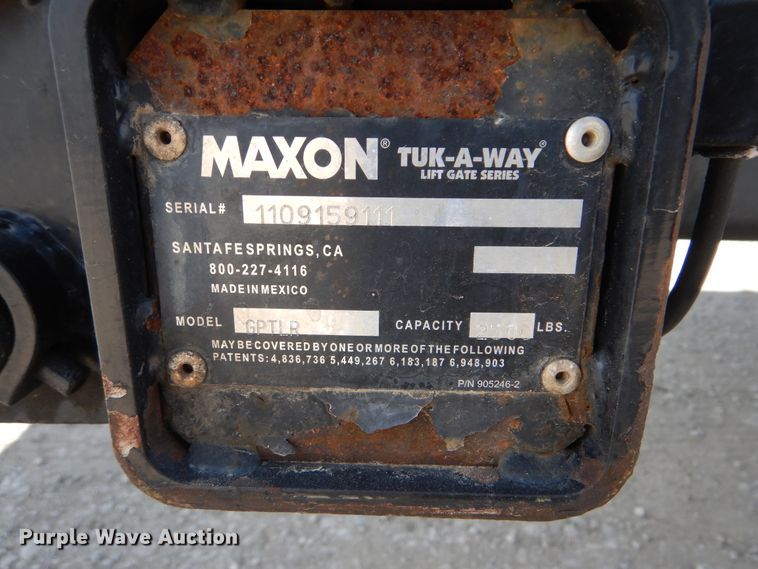 MAXON® TUK-A-WAY®
LIFT GATE SERIES
SERIAL# 1109159111
SANTA FE SPRINGS, CA
800-227-4116
MADE IN MEXICO
MODEL GPTLR CAPACITY LBS.
MAY BE COVERED BY ONE OR MORE OF THE FOLLOWING
PATENTS: 4,836,736 5,449,267 6,183,187 6,948,903
P/N 905246-2
Purple Wave Auction